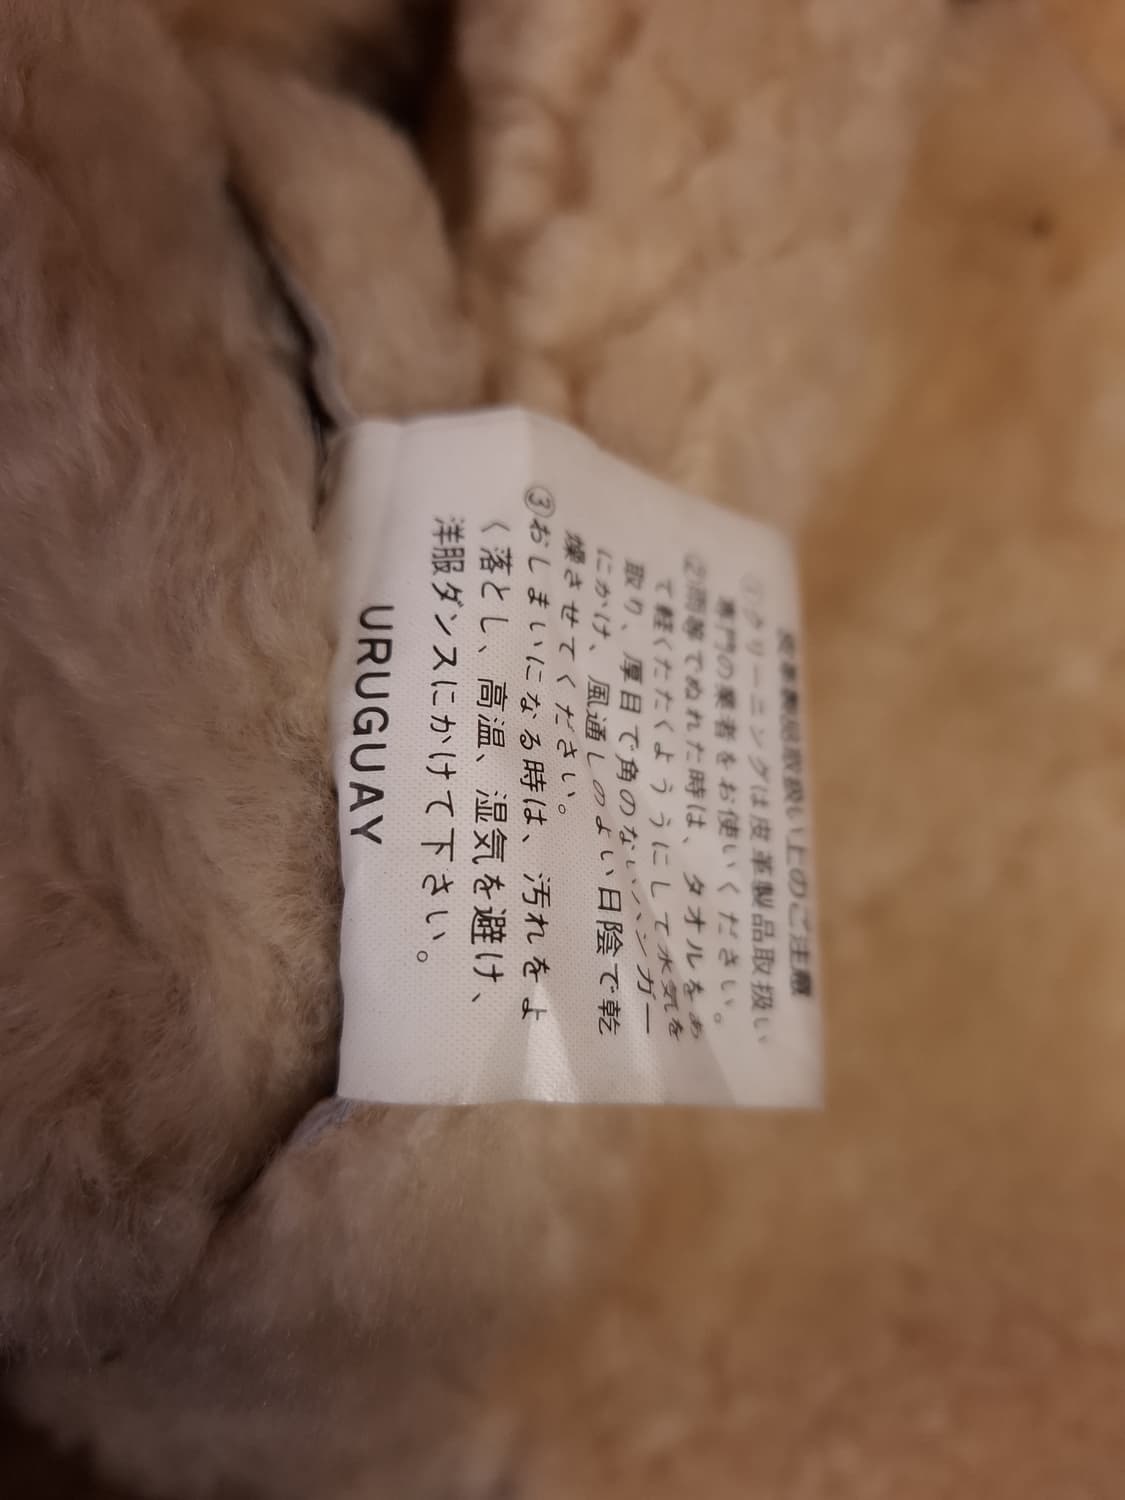 皮革製品取扱い上のご注意
①クリーニングは皮革製品取扱い
専門の業者をお使いください。
②雨等でぬれた時は、タオルをあ
て軽くたたくようにして水気を
取り、厚目で角のないハンガー
にかけ、風通しのよい日陰で乾
燥させてください。
③おしまいになる時は、汚れをよ
く落とし、高温、湿気を避け、
洋服ダンスにかけて下さい。
URUGUAY